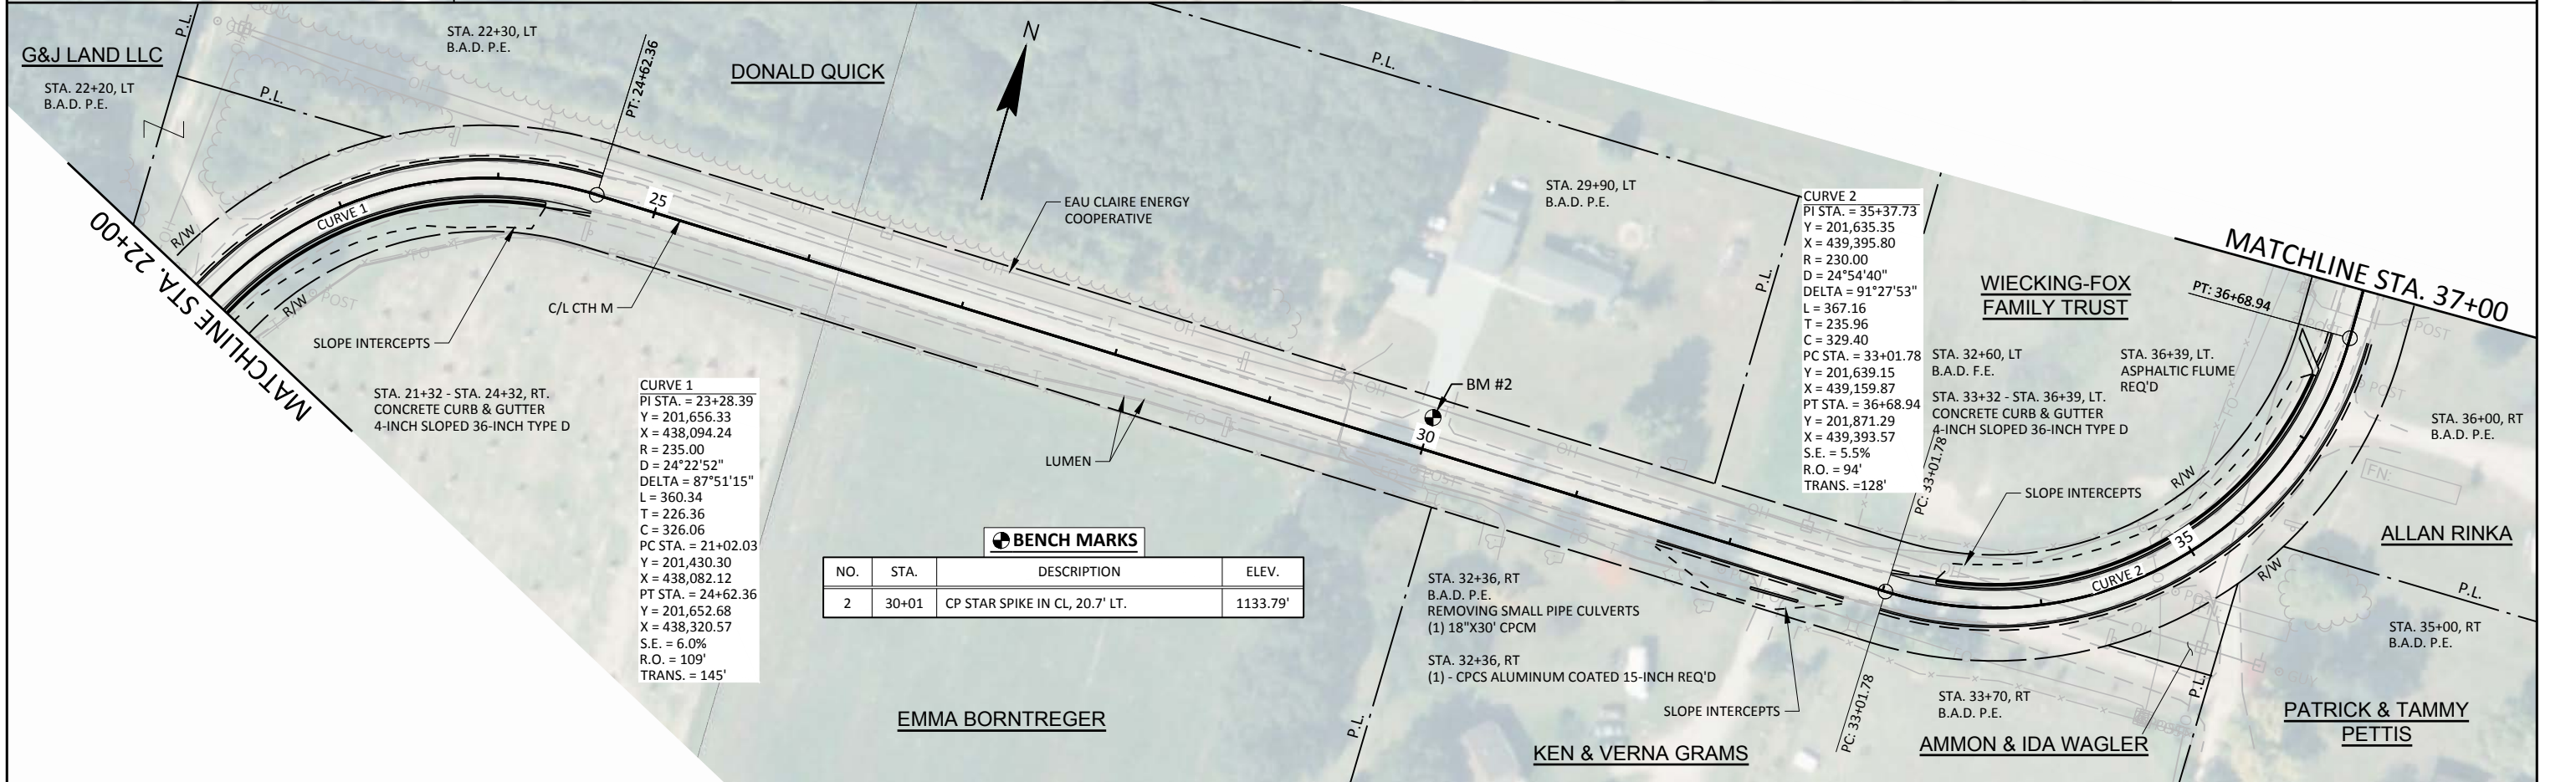 G&J LAND LLC
STA. 22+20, LT
B.A.D. P.E.
P.L.
P.L.
STA. 22+30, LT
B.A.D. P.E.
PT: 24+62.36
DONALD QUICK
N
P.L.
EAU CLAIRE ENERGY
COOPERATIVE
STA. 29+90, LT
B.A.D. P.E.
P.L.
MATCHLINE STA. 22+00
R/W
R/W
CURVE 1
25
C/L CTH M
SLOPE INTERCEPTS
POST
STA. 21+32 - STA. 24+32, RT.
CONCRETE CURB & GUTTER
4-INCH SLOPED 36-INCH TYPE D
CURVE 1
PI STA. = 23+28.39
Y = 201,656.33
X = 438,094.24
R = 235.00
D = 24°22'52"
DELTA = 87°51'15"
L = 360.34
T = 226.36
C = 326.06
PC STA. = 21+02.03
Y = 201,430.30
X = 438,082.12
PT STA. = 24+62.36
Y = 201,652.68
X = 438,320.57
S.E. = 6.0%
R.O. = 109'
TRANS. = 145'
LUMEN
BM #2
30
BENCH MARKS
NO. STA. DESCRIPTION ELEV.
2 30+01 CP STAR SPIKE IN CL, 20.7' LT. 1133.79'
EMMA BORNTREGER
CURVE 2
PI STA. = 35+37.73
Y = 201,635.35
X = 439,395.80
R = 230.00
D = 24°54'40"
DELTA = 91°27'53"
L = 367.16
T = 235.96
C = 329.40
PC STA. = 33+01.78
Y = 201,639.15
X = 439,159.87
PT STA. = 36+68.94
Y = 201,871.29
X = 439,393.57
S.E. = 5.5%
R.O. = 94'
TRANS. =128'
WIECKING-FOX
FAMILY TRUST
MATCHLINE STA. 37+00
PT: 36+68.94
STA. 32+60, LT
B.A.D. F.E.
STA. 36+39, LT.
ASPHALTIC FLUME
REQ'D
STA. 33+32 - STA. 36+39, LT.
CONCRETE CURB & GUTTER
4-INCH SLOPED 36-INCH TYPE D
PC: 33+01.78
SLOPE INTERCEPTS
R/W
35
CURVE 2
R/W
POST
POST
STA. 36+00, RT
B.A.D. P.E.
FN:
ALLAN RINKA
P.L.
STA. 35+00, RT
B.A.D. P.E.
STA. 32+36, RT
B.A.D. P.E.
REMOVING SMALL PIPE CULVERTS
(1) 18"X30' CPCM
STA. 32+36, RT
(1) - CPCS ALUMINUM COATED 15-INCH REQ'D
SLOPE INTERCEPTS
P.L.
KEN & VERNA GRAMS
PC: 33+01.78
STA. 33+70, RT
B.A.D. P.E.
AMMON & IDA WAGLER
P.L.
PATRICK & TAMMY
PETTIS